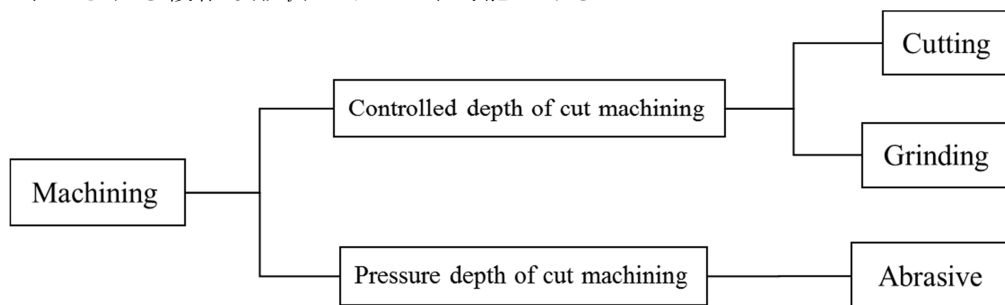 Cutting
Controlled depth of cut machining
Grinding
Machining
Pressure depth of cut machining
Abrasive